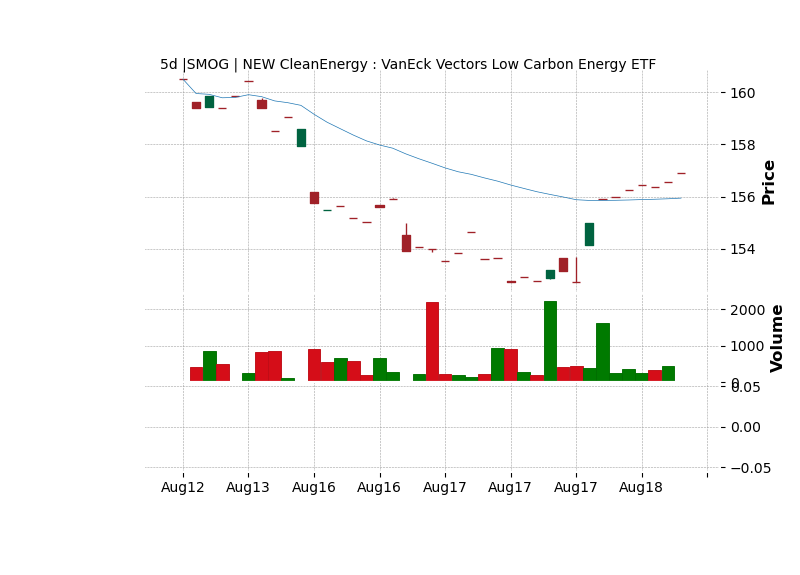 5d |SMOG | NEW CleanEnergy : VanEck Vectors Low Carbon Energy ETF
160
158
156
154
Price
2000
1000
0
Volume
0.05
0.00
−0.05
Aug12 Aug13 Aug16 Aug16 Aug17 Aug17 Aug17 Aug18